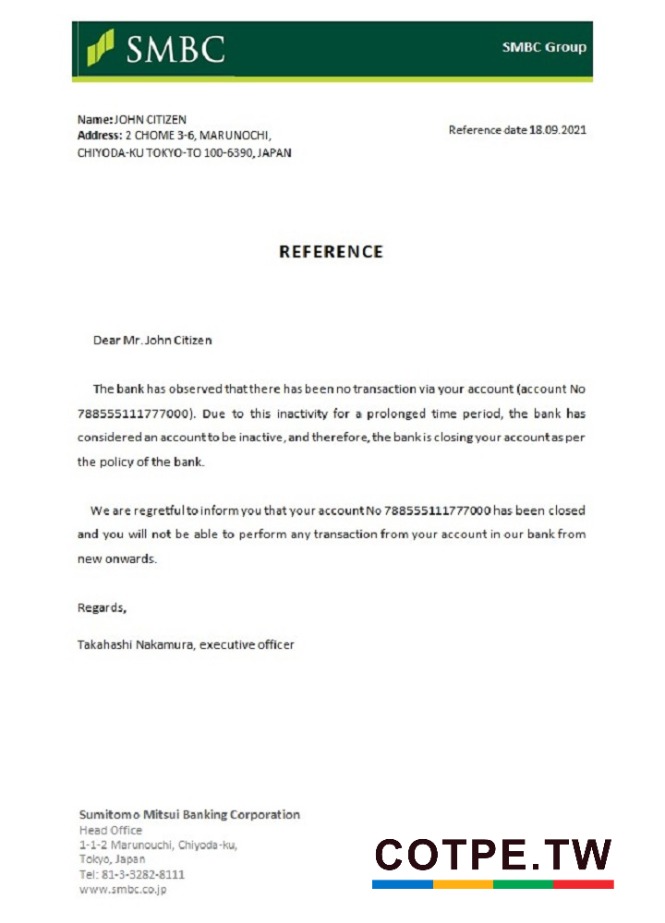 SMBC
SMBC Group
Name: JOHN CITIZEN
Address: 2 CHOME 3-6, MARUNOCHI,
CHIYODA-KU TOKYO-TO 100-6390, JAPAN
Reference date 18.09.2021
REFERENCE
Dear Mr. John Citizen
The bank has observed that there has been no transaction via your account (account No
788555111777000). Due to this inactivity for a prolonged time period, the bank has
considered an account to be inactive, and therefore, the bank is closing your account as per
the policy of the bank.
We are regretful to inform you that your account No 788555111777000 has been closed
and you will not be able to perform any transaction from your account in our bank from
new onwards.
Regards,
Takahashi Nakamura, executive officer
Sumitomo Mitsui Banking Corporation
Head Office
1-1-2 Marunouchi, Chiyoda-ku,
Tokyo, Japan
Tel: 81-3-3282-8111
www.smbc.co.jp
COTPE.TW